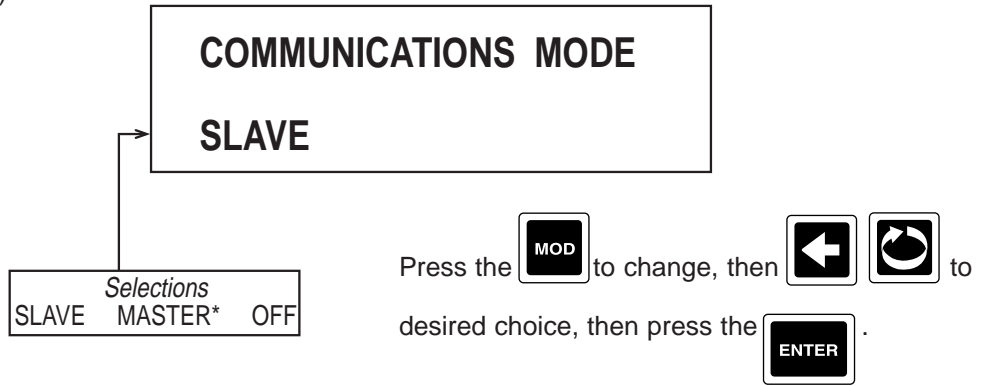 )
COMMUNICATIONS MODE
SLAVE
Selections
SLAVE MASTER* OFF
Press the MOD to change, then to
desired choice, then press the ENTER .